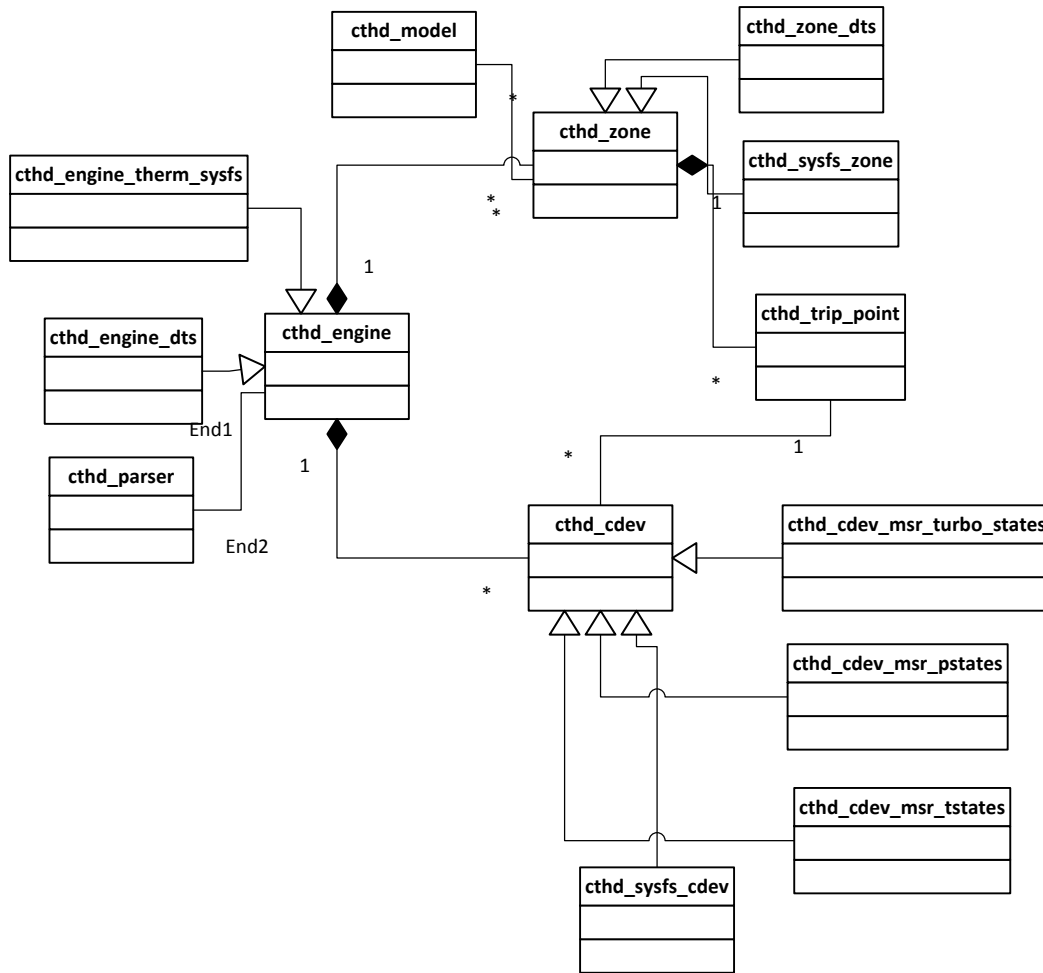 cthd_model
cthd_zone_dts
*
cthd_zone
cthd_engine_therm_sysfs
cthd_sysfs_zone
*
*
1
1
cthd_engine
cthd_engine_dts
cthd_trip_point
*
End1
1
1
*
cthd_parser
cthd_cdev
cthd_cdev_msr_turbo_states
End2
*
cthd_cdev_msr_pstates
cthd_cdev_msr_tstates
cthd_sysfs_cdev